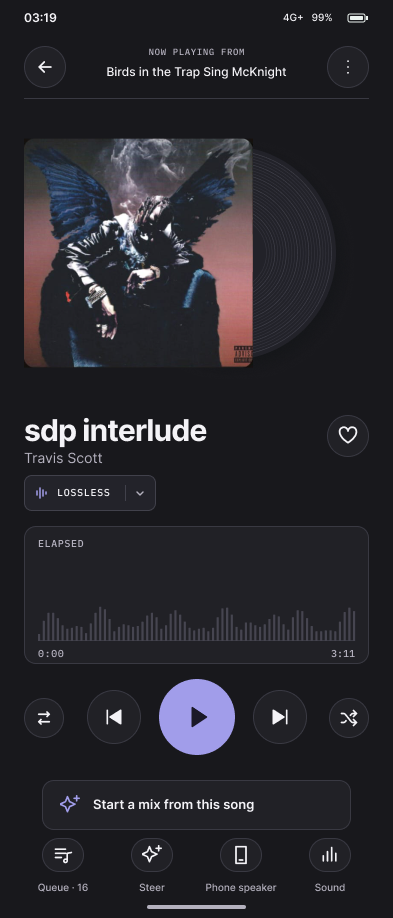 03:19
4G+ 99%
NOW PLAYING FROM
Birds in the Trap Sing McKnight
sdp interlude
Travis Scott
LOSSLESS
ELAPSED
0:00
3:11
Start a mix from this song
Queue · 16
Steer
Phone speaker
Sound